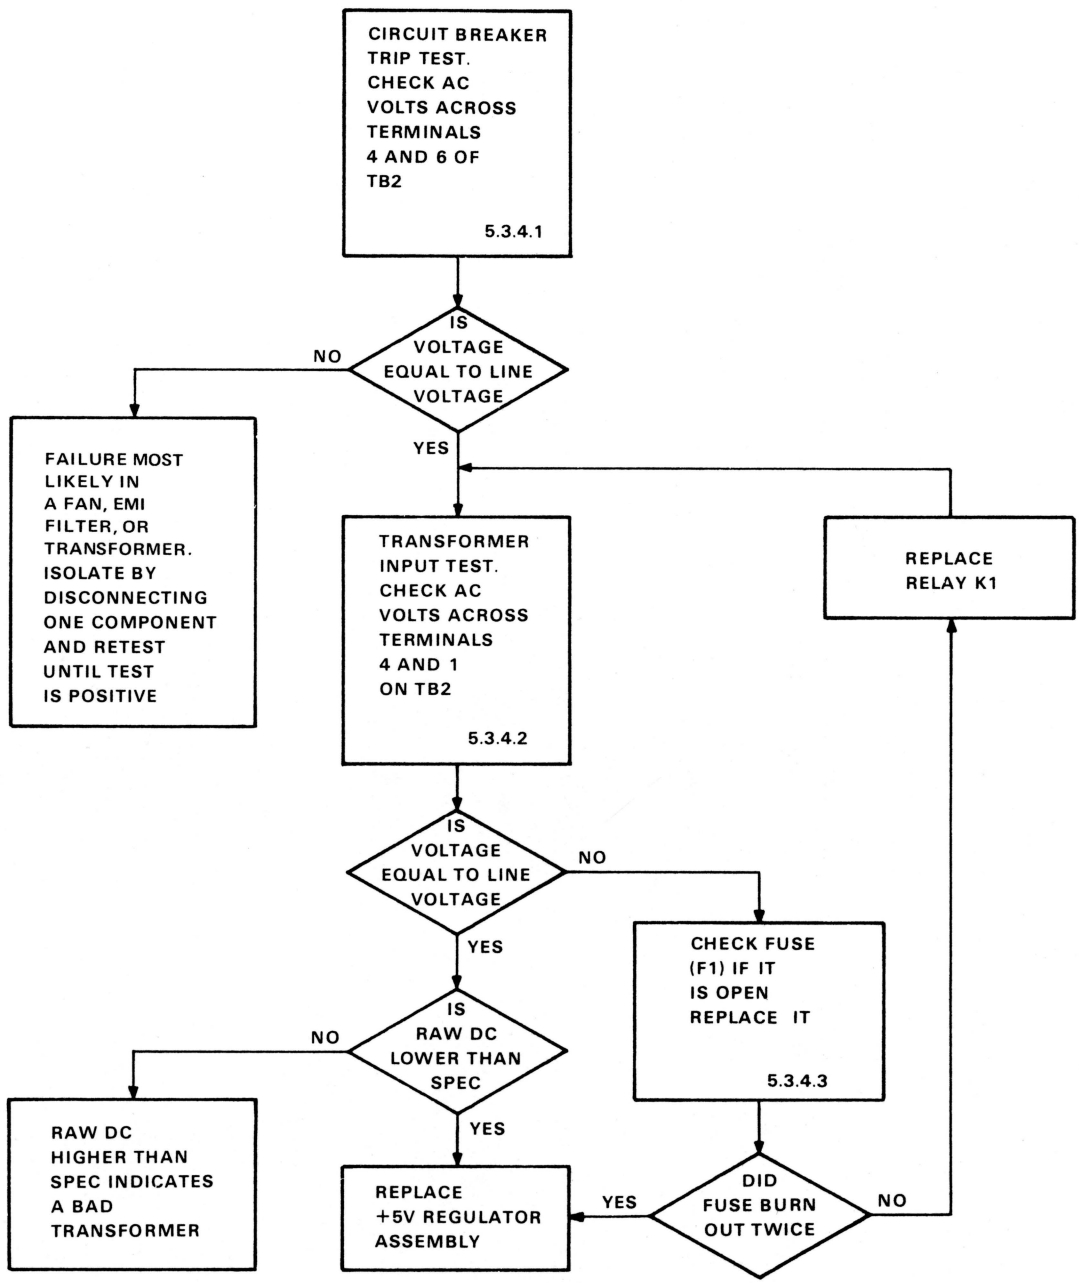 CIRCUIT BREAKER
TRIP TEST.
CHECK AC
VOLTS ACROSS
TERMINALS
4 AND 6 OF
TB2
5.3.4.1
IS
VOLTAGE
EQUAL TO LINE
VOLTAGE
NO
YES
FAILURE MOST
LIKELY IN
A FAN, EMI
FILTER, OR
TRANSFORMER.
ISOLATE BY
DISCONNECTING
ONE COMPONENT
AND RETEST
UNTIL TEST
IS POSITIVE
TRANSFORMER
INPUT TEST.
CHECK AC
VOLTS ACROSS
TERMINALS
4 AND 1
ON TB2
5.3.4.2
REPLACE
RELAY K1
IS
VOLTAGE
EQUAL TO LINE
VOLTAGE
NO
YES
CHECK FUSE
(F1) IF IT
IS OPEN
REPLACE IT
5.3.4.3
IS
RAW DC
LOWER THAN
SPEC
NO
YES
RAW DC
HIGHER THAN
SPEC INDICATES
A BAD
TRANSFORMER
REPLACE
+5V REGULATOR
ASSEMBLY
YES
DID
FUSE BURN
OUT TWICE
NO